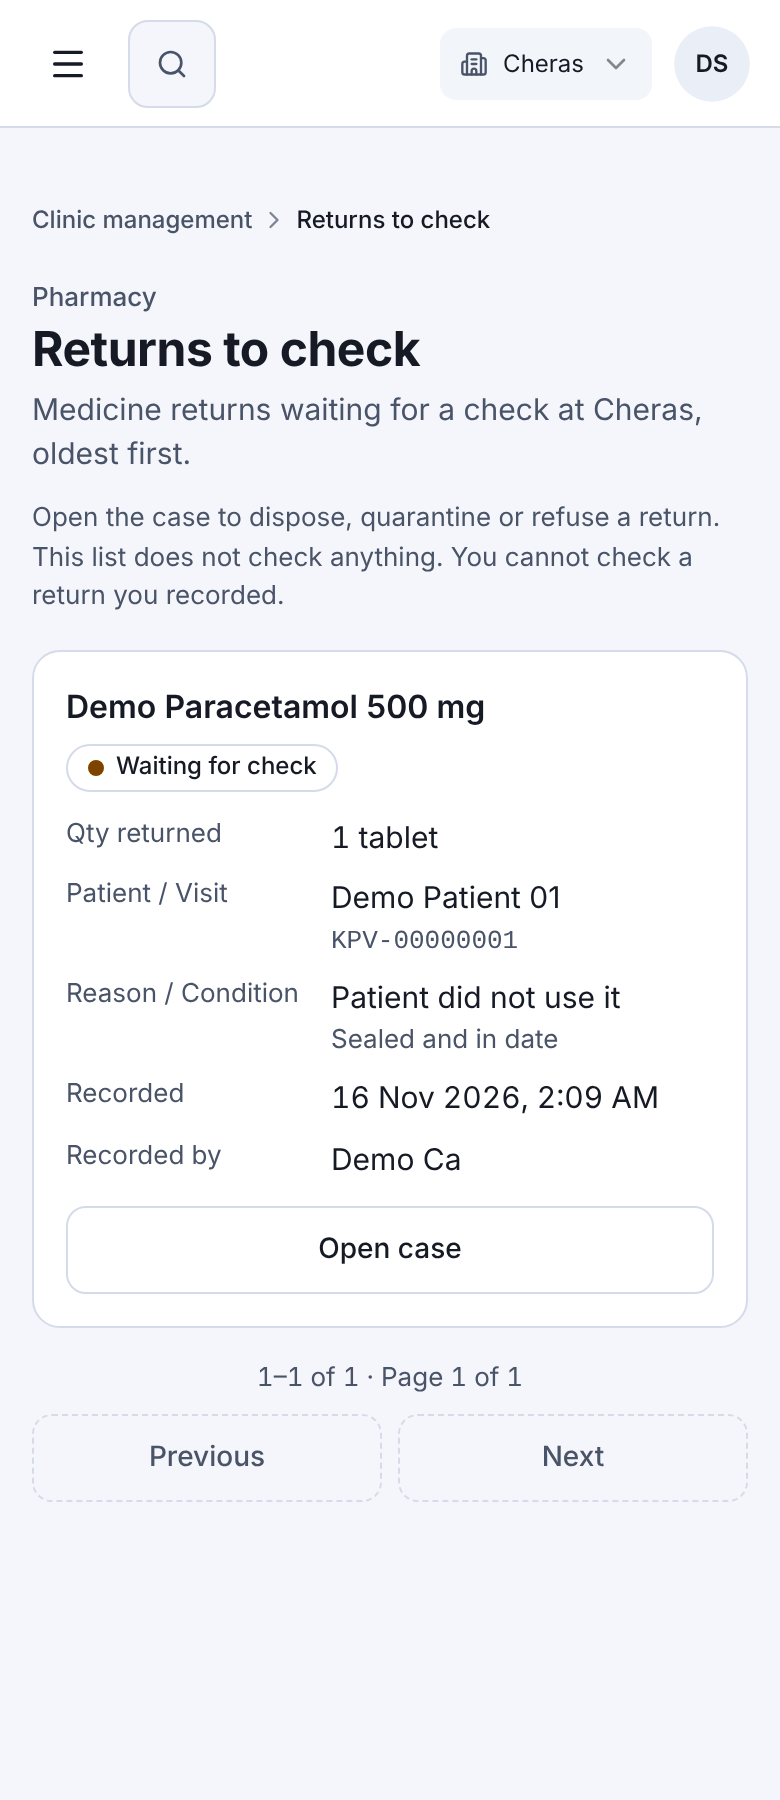 Cheras
DS
Clinic management
Returns to check
Pharmacy
Returns to check
Medicine returns waiting for a check at Cheras,
oldest first.
Open the case to dispose, quarantine or refuse a return.
This list does not check anything. You cannot check a
return you recorded.
Demo Paracetamol 500 mg
Waiting for check
Qty returned
1 tablet
Patient / Visit
Demo Patient 01
KPV-00000001
Reason / Condition
Patient did not use it
Sealed and in date
Recorded
16 Nov 2026, 2:09 AM
Recorded by
Demo Ca
Open case
1–1 of 1 · Page 1 of 1
Previous
Next